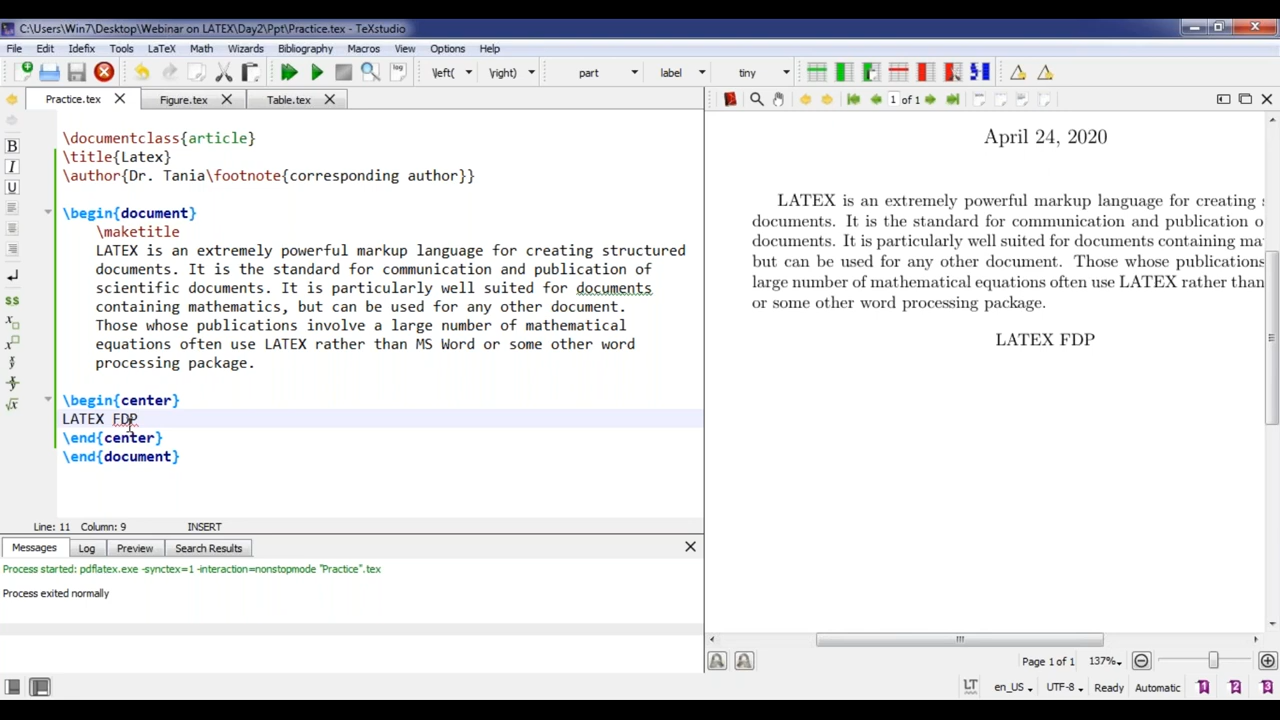 C:\Users\Win7\Desktop\Webinar on LATEX\Day2\Ppt\Practice.tex - TeXstudio
File Edit Idefix Tools LaTeX Math Wizards Bibliography Macros View Options Help
\left( \right) part label tiny
Practice.tex Figure.tex Table.tex
1 of 1
\documentclass{article}
\title{Latex}
\author{Dr. Tania\footnote{corresponding author}}
\begin{document}
\maketitle
LATEX is an extremely powerful markup language for creating structured
documents. It is the standard for communication and publication of
scientific documents. It is particularly well suited for documents
containing mathematics, but can be used for any other document.
Those whose publications involve a large number of mathematical
equations often use LATEX rather than MS Word or some other word
processing package.
\begin{center}
LATEX FDP
\end{center}
\end{document}
Line: 11 Column: 9 INSERT
Messages Log Preview Search Results
Process started: pdflatex.exe -synctex=1 -interaction=nonstopmode "Practice".tex
Process exited normally
April 24, 2020
LATEX is an extremely powerful markup language for creating
documents. It is the standard for communication and publication o
documents. It is particularly well suited for documents containing ma
but can be used for any other document. Those whose publications
large number of mathematical equations often use LATEX rather than
or some other word processing package.
LATEX FDP
Page 1 of 1 137%
LT en_US UTF-8 Ready Automatic 1 2 3